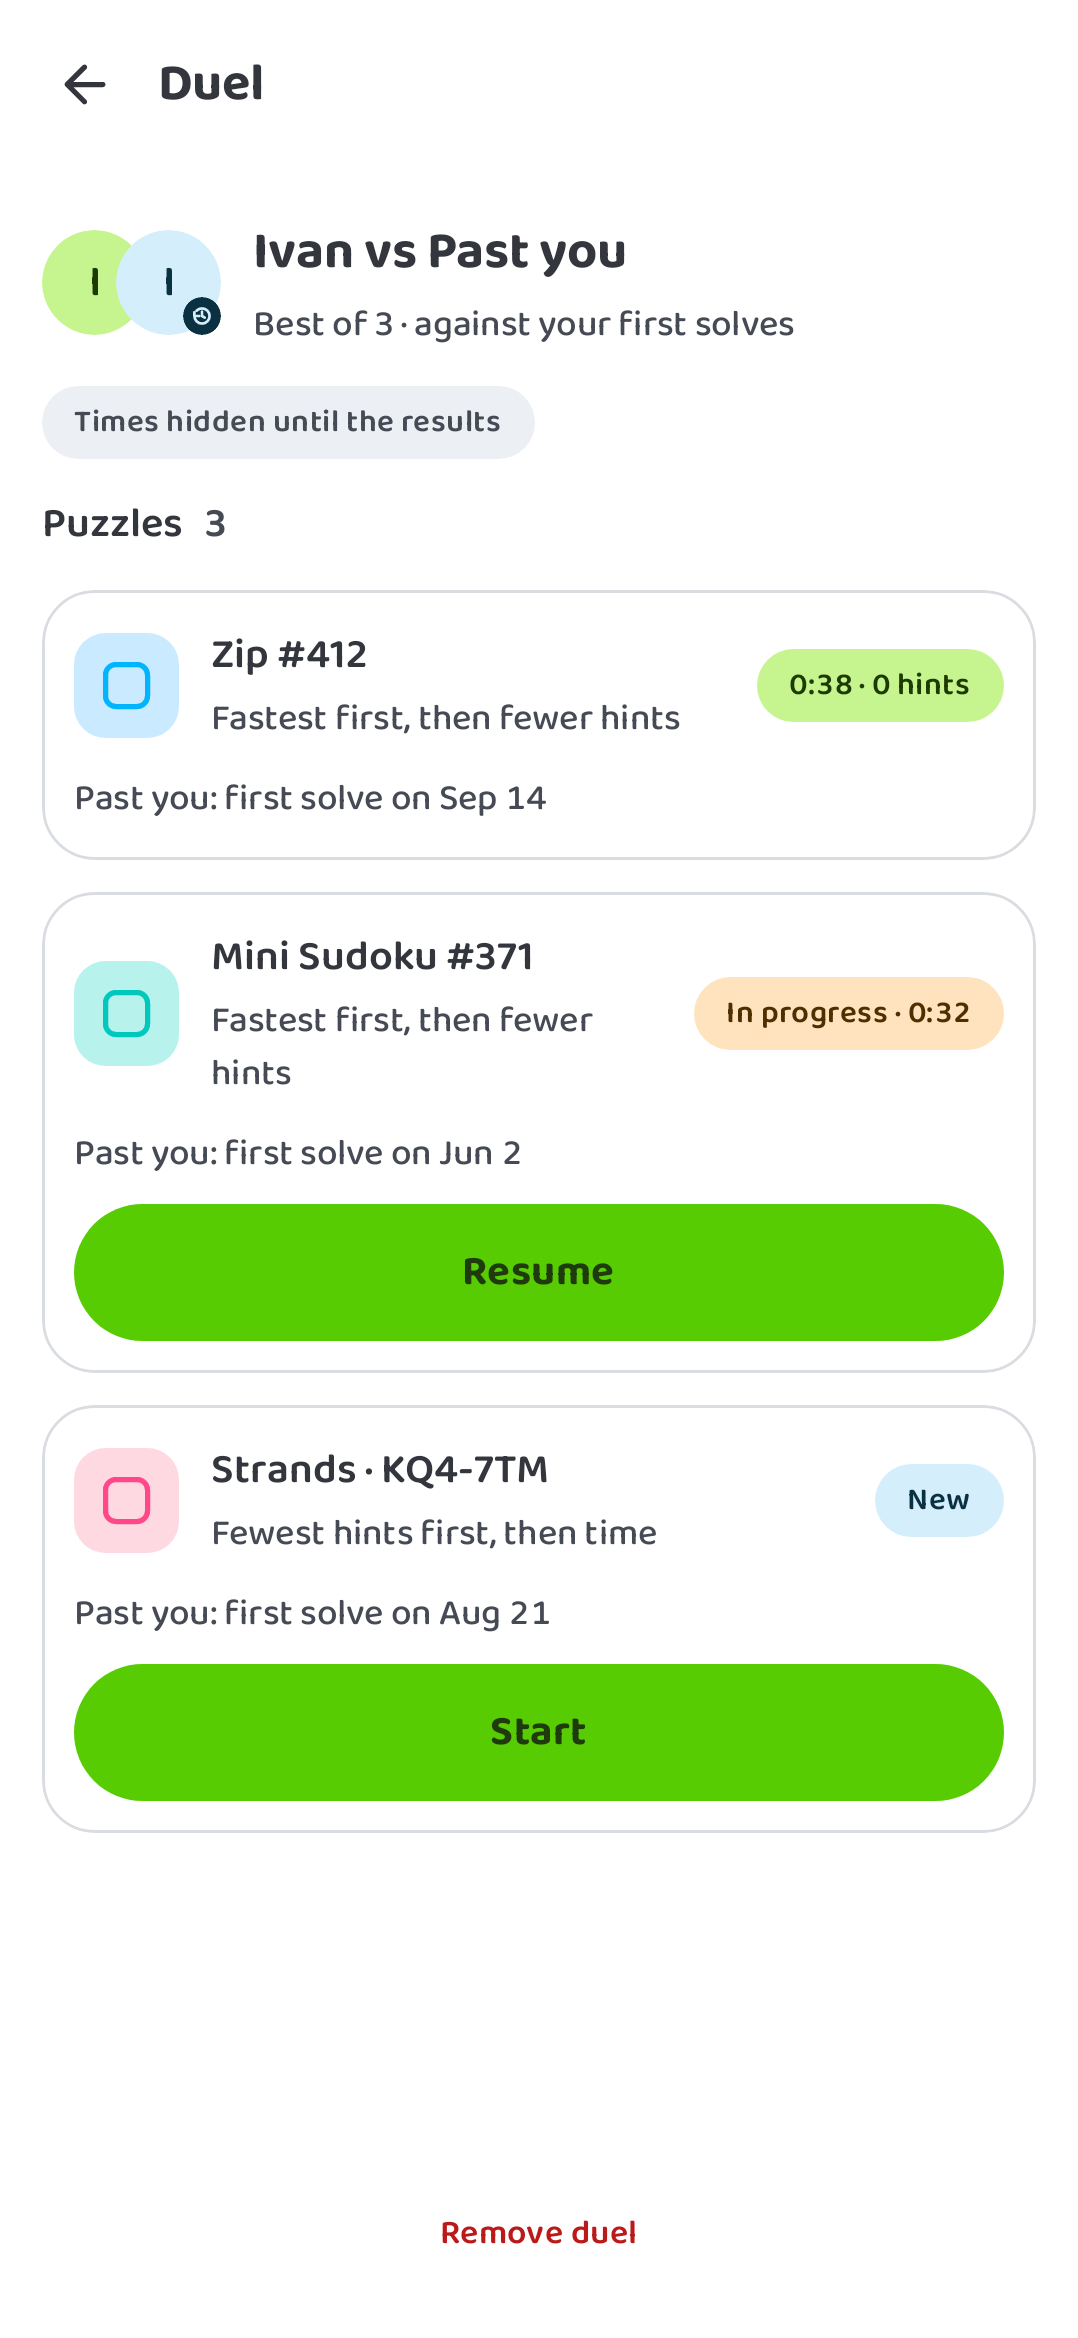 Duel
I I
Ivan vs Past you
Best of 3 · against your first solves
Times hidden until the results
Puzzles 3
Zip #412
Fastest first, then fewer hints
0:38 · 0 hints
Past you: first solve on Sep 14
Mini Sudoku #371
Fastest first, then fewer
hints
In progress · 0:32
Past you: first solve on Jun 2
Resume
Strands · KQ4-7TM
Fewest hints first, then time
New
Past you: first solve on Aug 21
Start
Remove duel